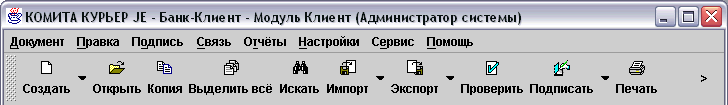 КОМИТА КУРЬЕР JE - Банк-Клиент - Модуль Клиент (Администратор системы)
Документ Правка Подпись Связь Отчёты Настройки Сервис Помощь
Создать Открыть Копия Выделить всё Искать Импорт Экспорт Проверить Подписать Печать >